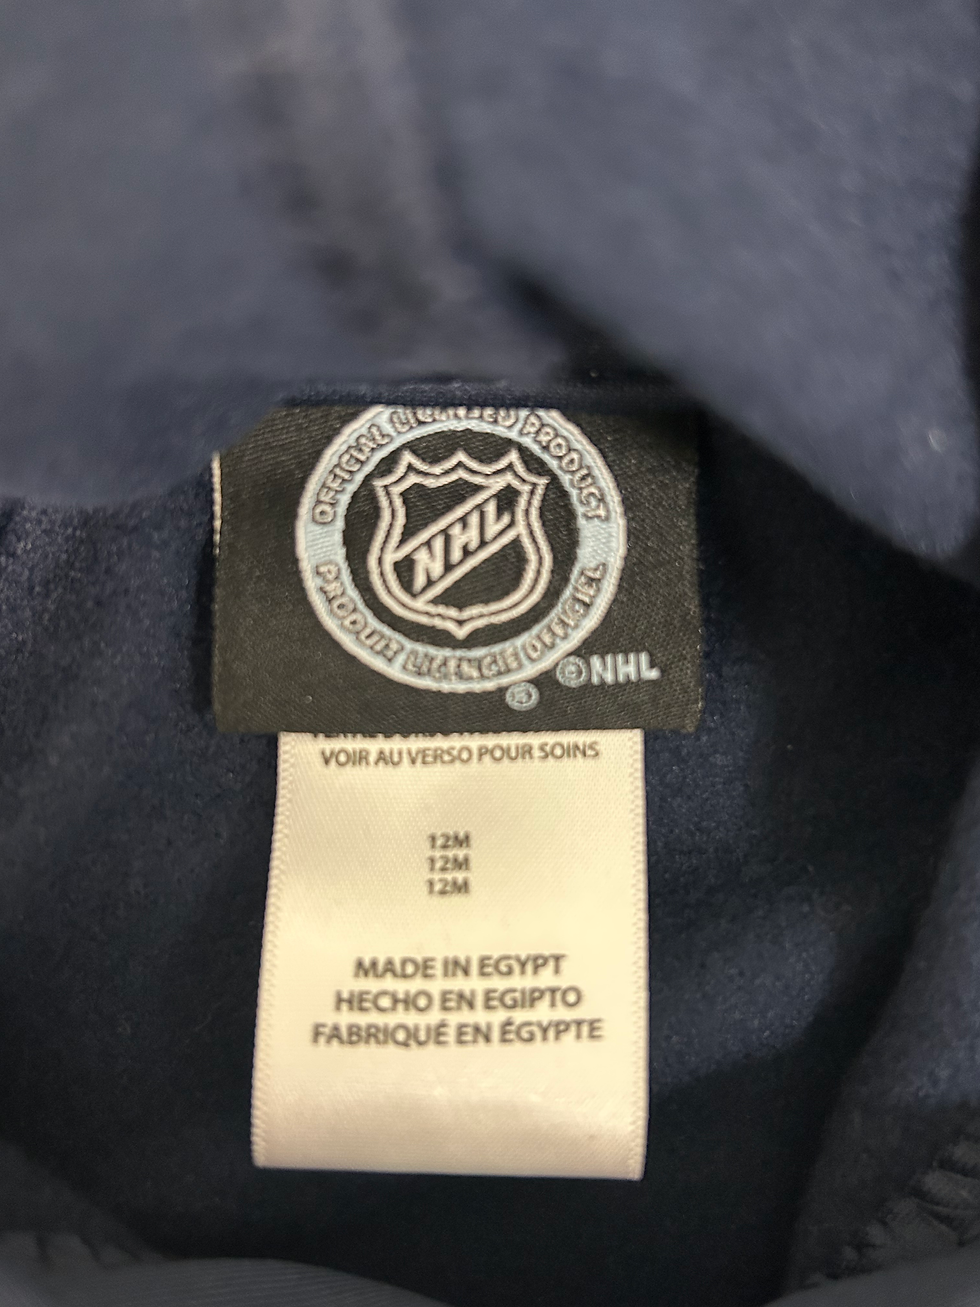 OFFICIAL LICENSED PRODUCT
NHL
PRODUIT LICENCIE OFFICIEL
® ©NHL
VOIR AU VERSO POUR SOINS
12M
12M
12M
MADE IN EGYPT
HECHO EN EGIPTO
FABRIQUÉ EN ÉGYPTE